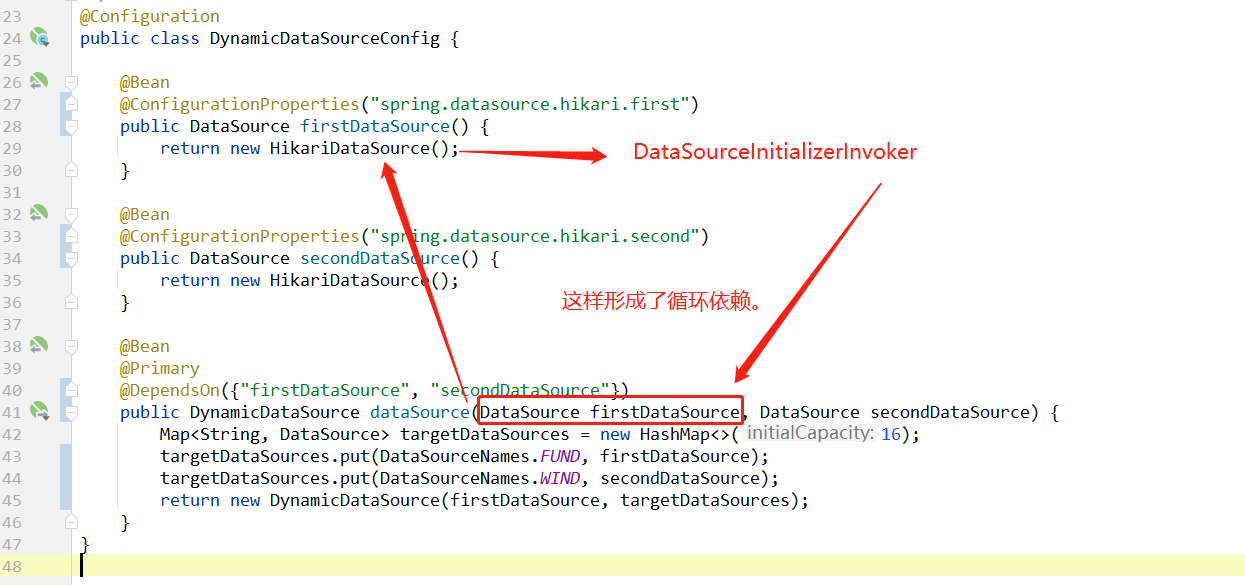 23 @Configuration
24 public class DynamicDataSourceConfig {
25
26 @Bean
27 @ConfigurationProperties("spring.datasource.hikari.first")
28 public DataSource firstDataSource() {
29 return new HikariDataSource(); DataSourceInitializerInvoker
30 }
31
32 @Bean
33 @ConfigurationProperties("spring.datasource.hikari.second")
34 public DataSource secondDataSource() {
35 return new HikariDataSource();
36 } 这样形成了循环依赖。
37
38 @Bean
39 @Primary
40 @DependsOn({"firstDataSource", "secondDataSource"})
41 public DynamicDataSource dataSource(DataSource firstDataSource, DataSource secondDataSource) {
42 Map<String, DataSource> targetDataSources = new HashMap<>( initialCapacity: 16);
43 targetDataSources.put(DataSourceNames.FUND, firstDataSource);
44 targetDataSources.put(DataSourceNames.WIND, secondDataSource);
45 return new DynamicDataSource(firstDataSource, targetDataSources);
46 }
47 }
48